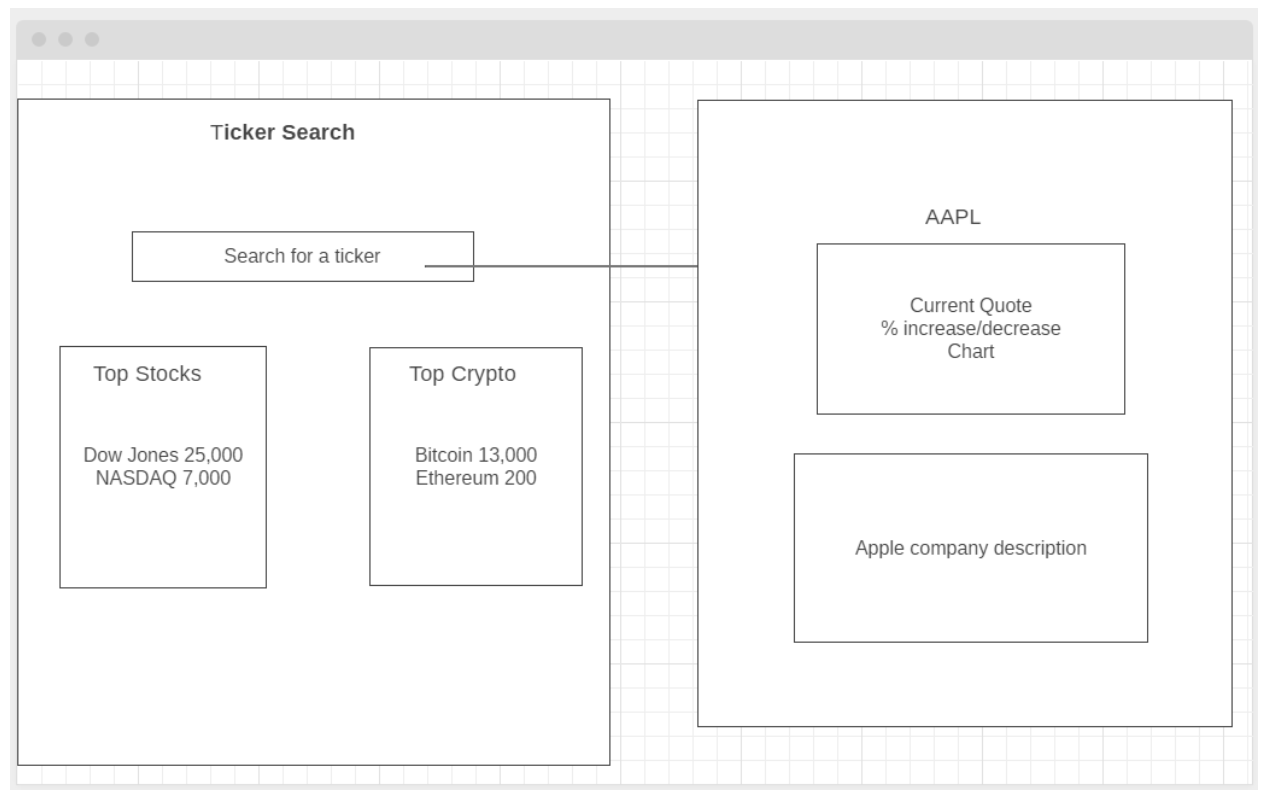 Ticker Search
Search for a ticker
Top Stocks
Dow Jones 25,000
NASDAQ 7,000
Top Crypto
Bitcoin 13,000
Ethereum 200
AAPL
Current Quote
% increase/decrease
Chart
Apple company description